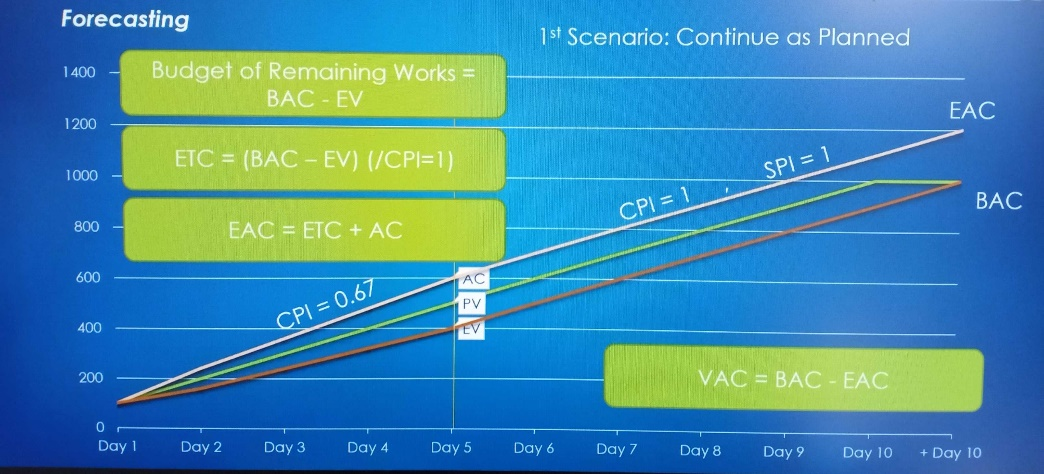 Forecasting
1st Scenario: Continue as Planned
1400
1200
1000
800
600
400
200
0
Budget of Remaining Works =
BAC - EV
ETC = (BAC – EV) (/CPI=1)
EAC = ETC + AC
EAC
BAC
SPI = 1
CPI = 1
CPI = 0.67
AC
PV
EV
VAC = BAC - EAC
Day 1 Day 2 Day 3 Day 4 Day 5 Day 6 Day 7 Day 8 Day 9 Day 10 + Day 10